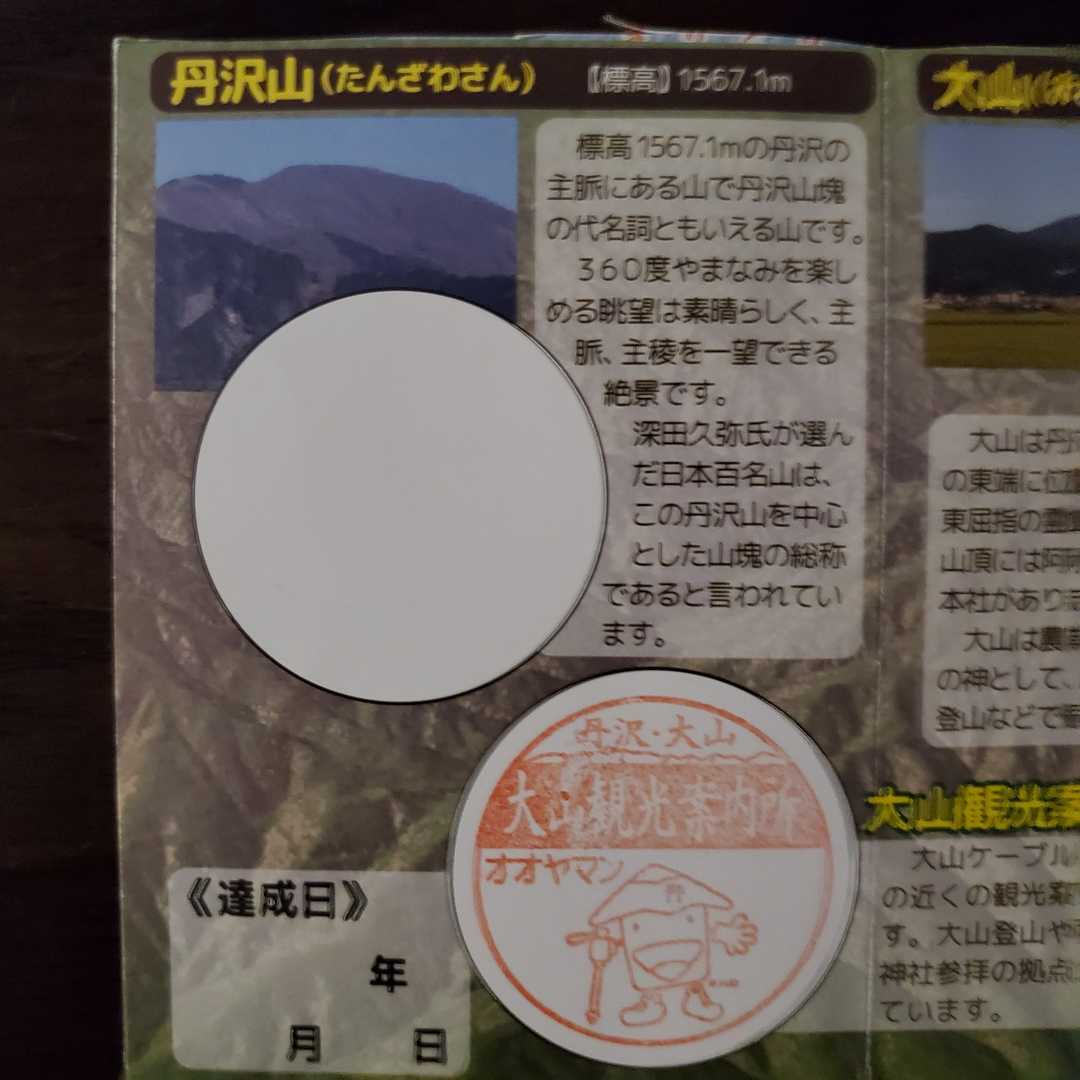 丹沢山(たんざわさん) 【標高】1567.1m
標高1567.1mの丹沢の
主脈にある山で丹沢山塊
の代名詞ともいえる山です。
360度やまなみを楽し
める眺望は素晴らしく、主
脈、主稜を一望できる
絶景です。
深田久弥氏が選ん
だ日本百名山は、
この丹沢山を中心
とした山塊の総称
であると言われてい
ます。
《達成日》
年
月 日
丹沢・大山
大山観光案内所
オオヤマン
大山(おお
大山は丹沢
の東端に位
東屈指の霊
山頂には阿
本社があり
大山は農
の神として、
登山などで
大山観光案
大山ケーブル
の近くの観光案
す。大山登山や
神社参拝の拠点
ています。